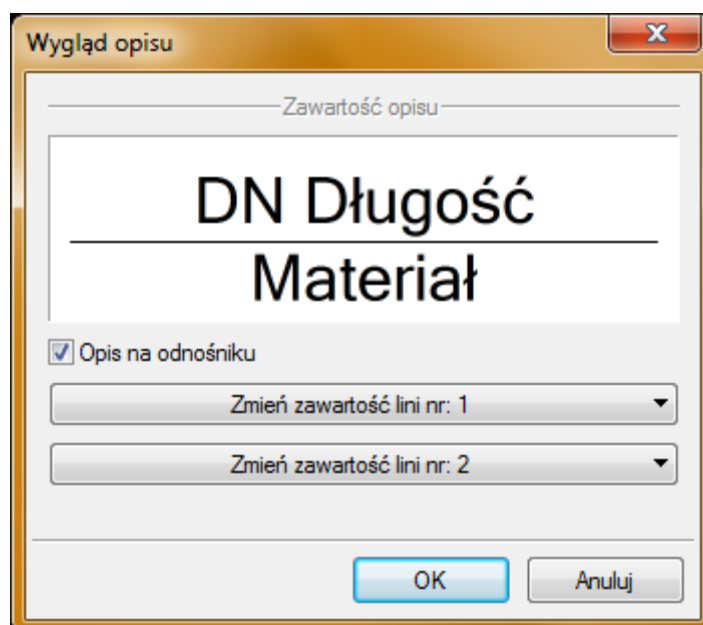 Wygląd opisu
Zawartość opisu
DN Długość
Materiał
Opis na odnośniku
Zmień zawartość lini nr: 1
Zmień zawartość lini nr: 2
OK
Anuluj